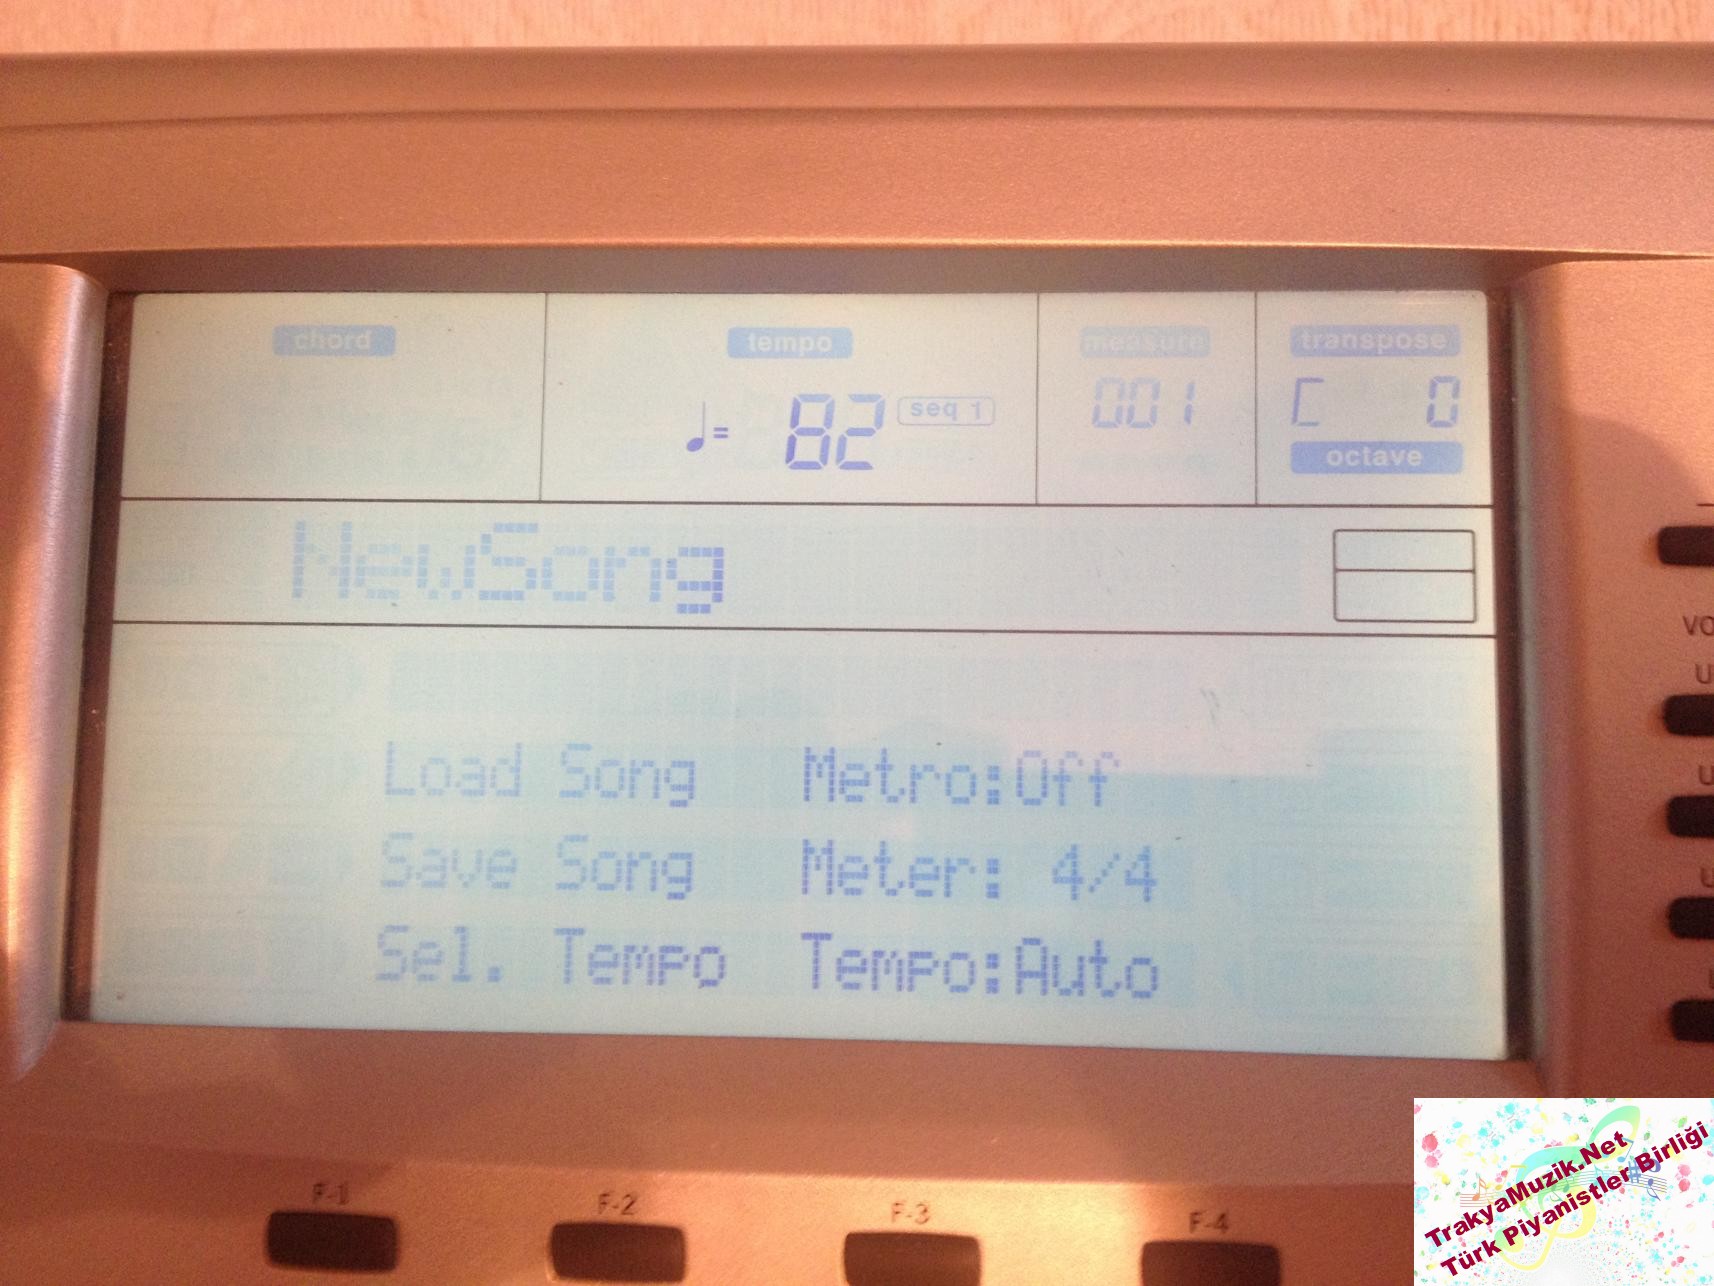 chord
tempo
measure
transpose
♩= 82
seq 1
001
[ 0
octave
NewSong
Load Song Metro:Off
Save Song Meter: 4/4
Sel. Tempo Tempo:Auto
F-1 F-2 F-3 F-4
TrakyaMuzik.Net
Türk Piyanistler Birliği